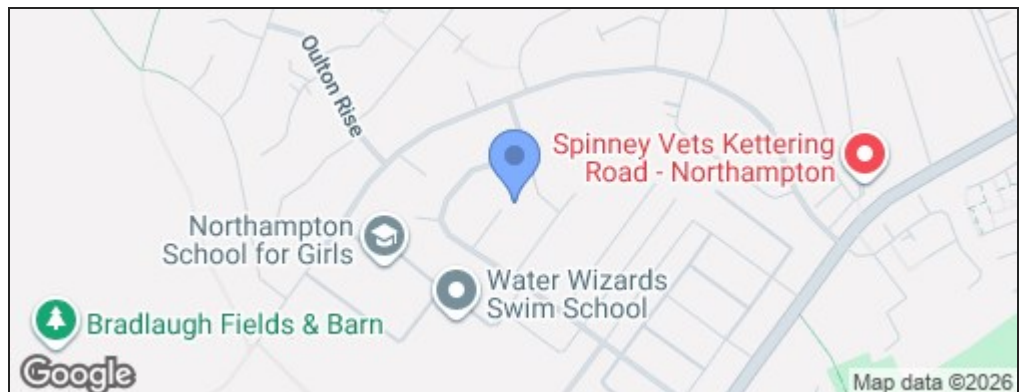 Oulton Rise
Spinney Vets Kettering
Road - Northampton
Northampton
School for Girls
Water Wizards
Swim School
Bradlaugh Fields & Barn
Google
Map data ©2026